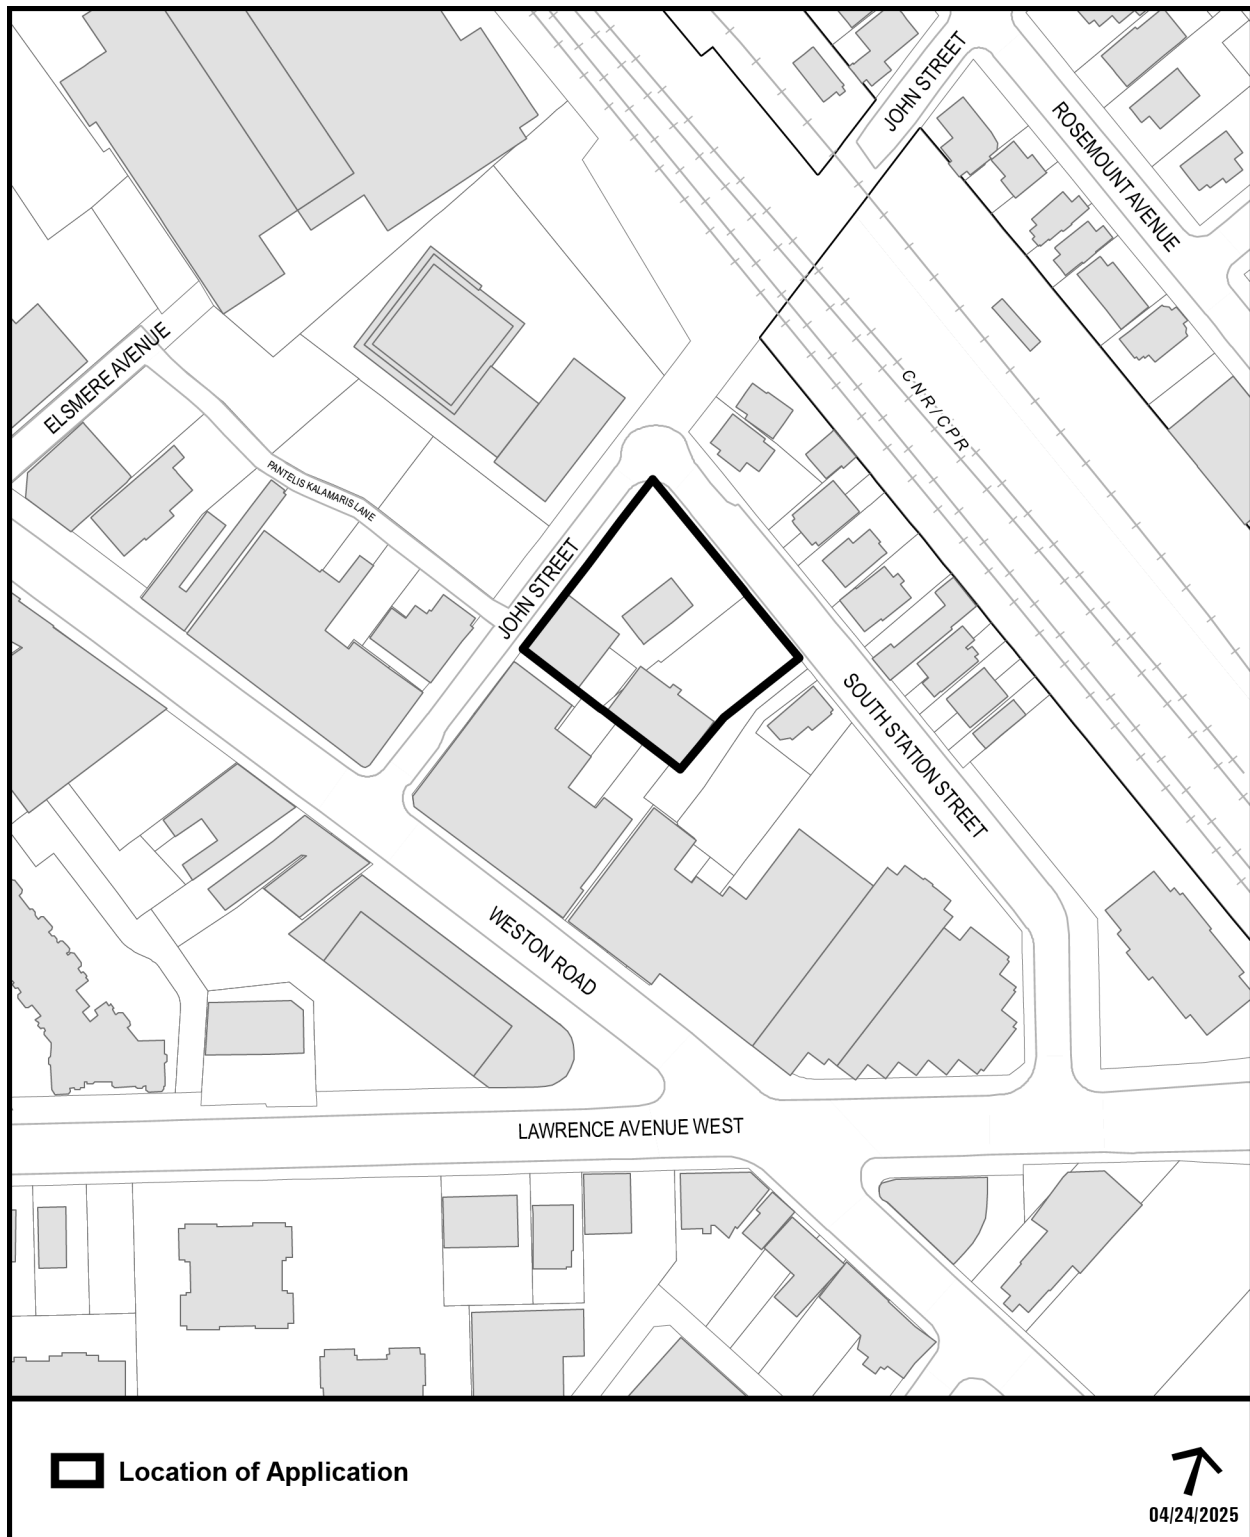 JOHN STREET
ROSEMOUNT AVENUE
ELSMERE AVENUE
CNR / CPR
PANTELIS KALAMARIS LANE
JOHN STREET
SOUTH STATION STREET
WESTON ROAD
LAWRENCE AVENUE WEST
Location of Application
04/24/2025